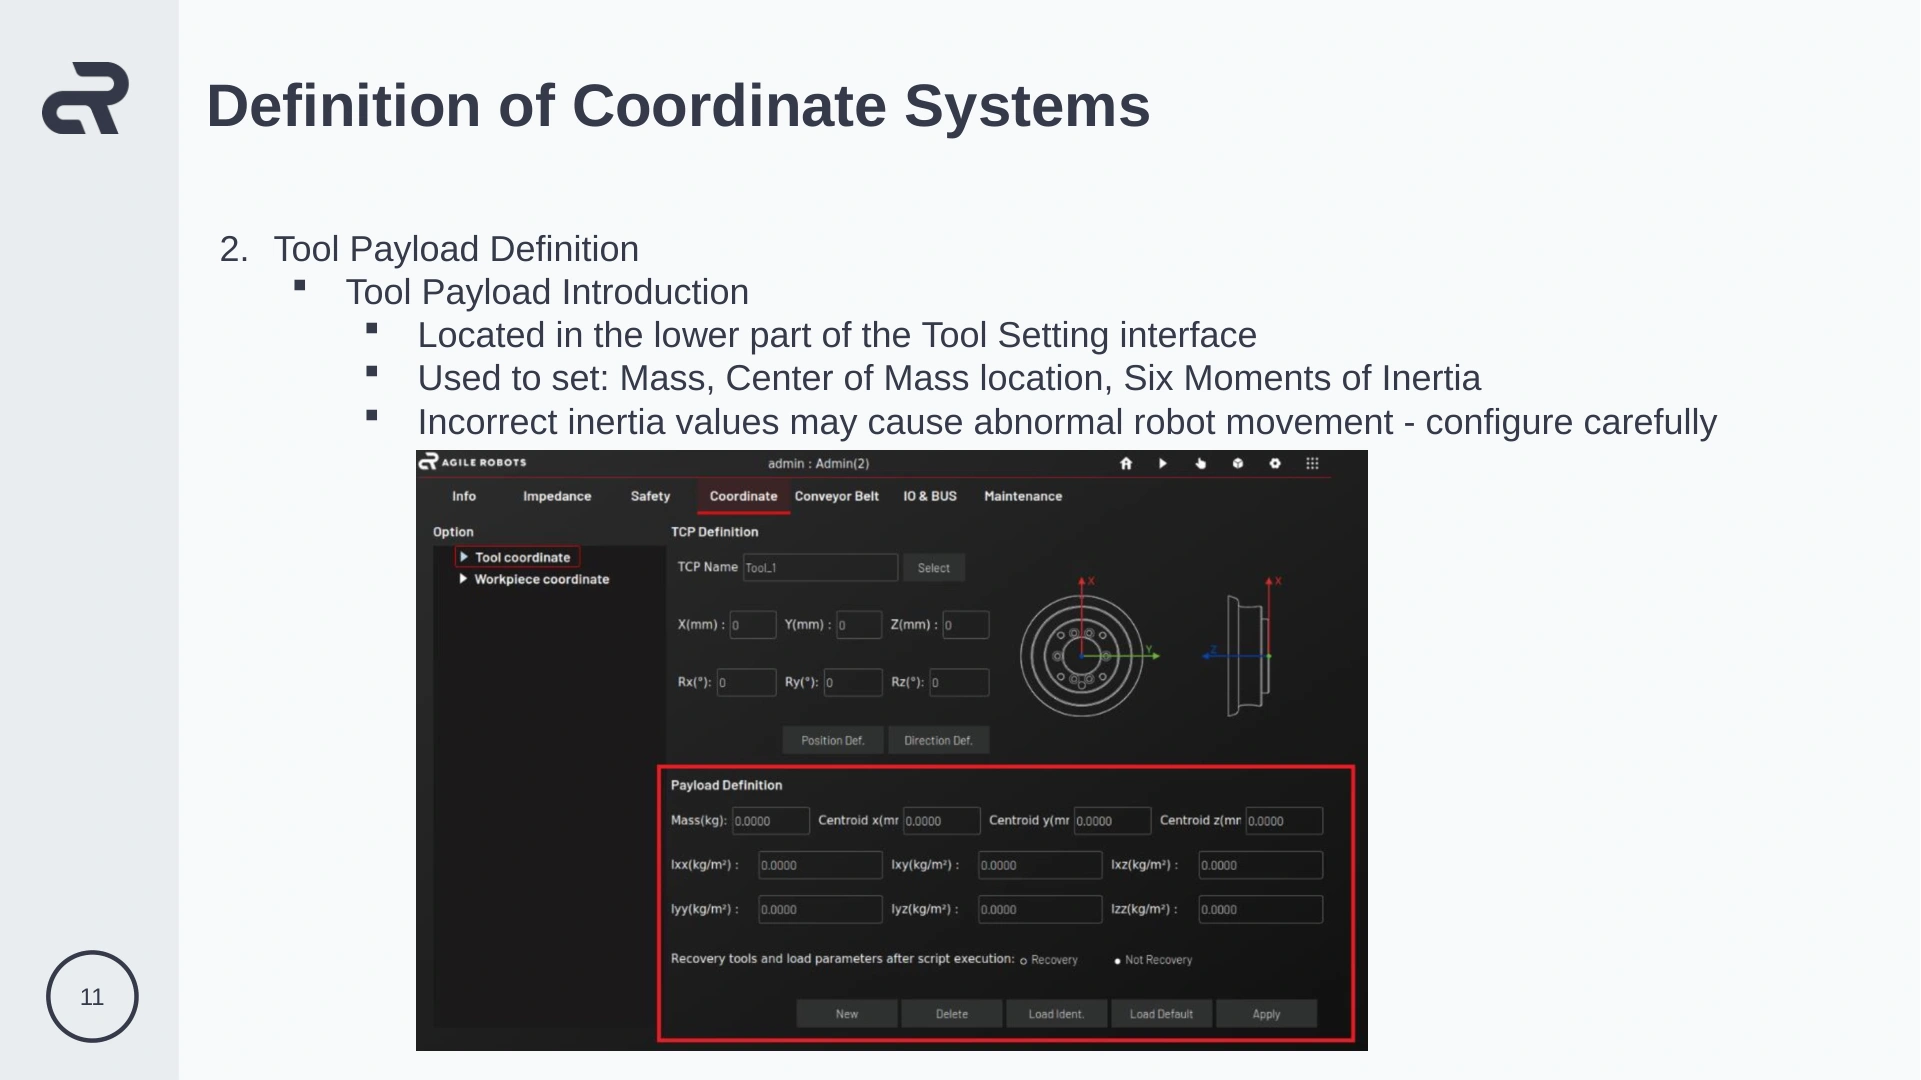 Definition of Coordinate Systems
2. Tool Payload Definition
▪ Tool Payload Introduction
▪ Located in the lower part of the Tool Setting interface
▪ Used to set: Mass, Center of Mass location, Six Moments of Inertia
▪ Incorrect inertia values may cause abnormal robot movement - configure carefully
AGILE ROBOTS admin : Admin(2)
Info Impedance Safety Coordinate Conveyor Belt IO & BUS Maintenance
Option TCP Definition
Tool coordinate
Workpiece coordinate
TCP Name Tool_1 Select
X X
X(mm) : 0 Y(mm) : 0 Z(mm) : 0
Y Z
Rx(°): 0 Ry(°): 0 Rz(°): 0
Position Def. Direction Def.
Payload Definition
Mass(kg): 0.0000 Centroid x(mr 0.0000 Centroid y(mr 0.0000 Centroid z(mr 0.0000
Ixx(kg/m²) : 0.0000 Ixy(kg/m²) : 0.0000 Ixz(kg/m²) : 0.0000
Iyy(kg/m²) : 0.0000 Iyz(kg/m²) : 0.0000 Izz(kg/m²) : 0.0000
Recovery tools and load parameters after script execution: Recovery Not Recovery
New Delete Load Ident. Load Default Apply
11